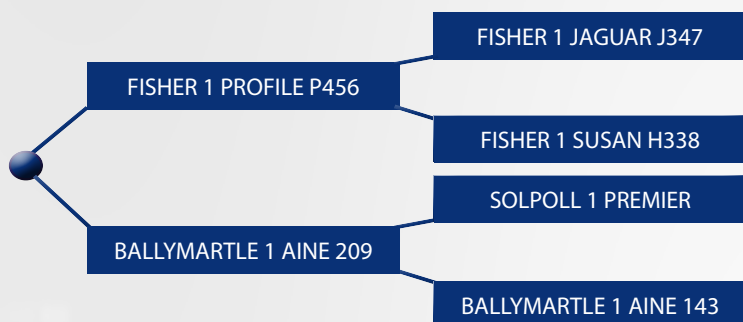 FISHER 1 JAGUAR J347
FISHER 1 PROFILE P456
FISHER 1 SUSAN H338
SOLPOLL 1 PREMIER
BALLYMARTLE 1 AINE 209
BALLYMARTLE 1 AINE 143